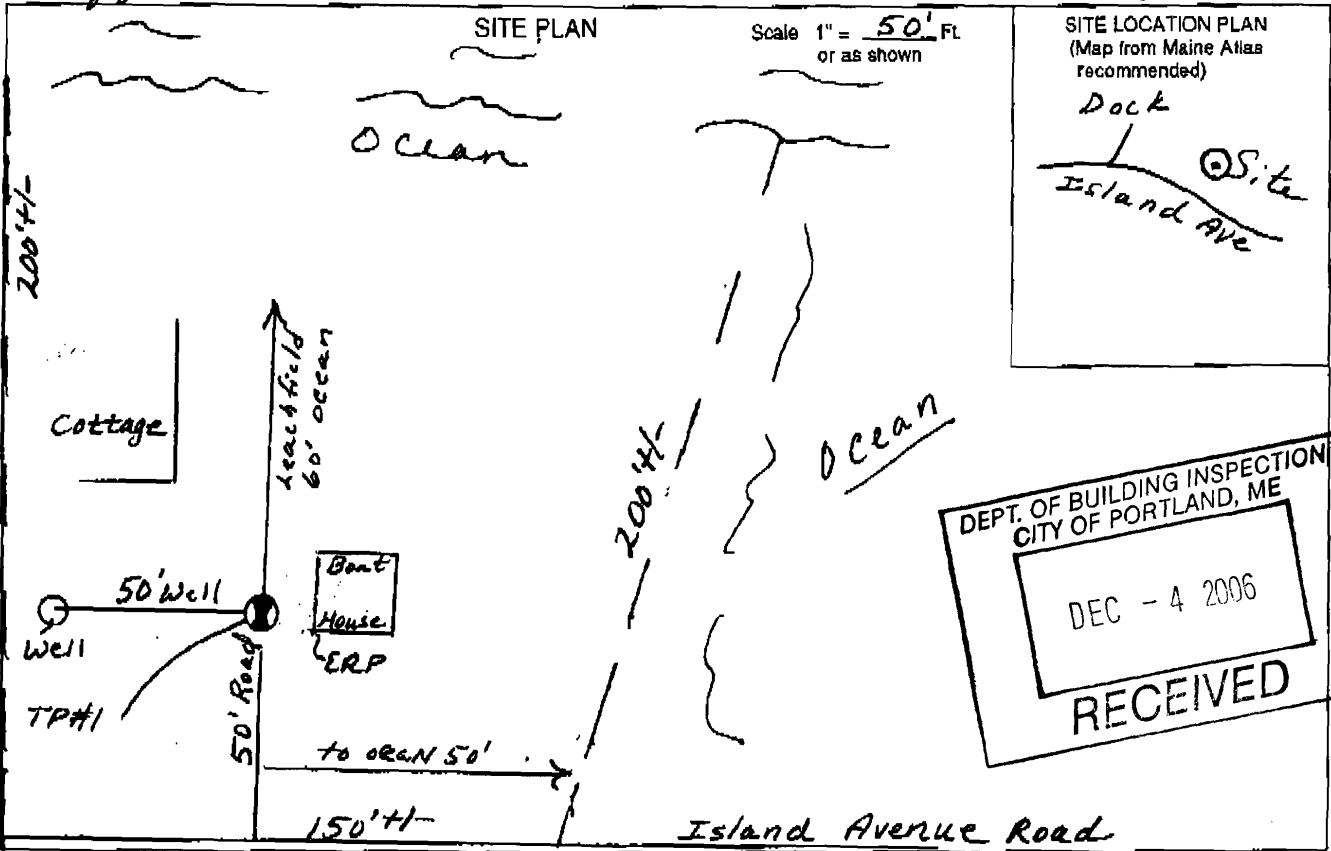 SITE PLAN
Scale 1" = 50' Ft.
or as shown
SITE LOCATION PLAN
(Map from Maine Atlas
recommended)
Dock
Site
Island Ave
Ocean
200'+/-
Leachfield
60' ocean
Cottage
200'+/-
Ocean
DEPT. OF BUILDING INSPECTION
CITY OF PORTLAND, ME
DEC - 4 2006
RECEIVED
50' Well
Well
Boat
House
ERP
TP#1
50' Road
to ocean 50'
150'+/-
Island Avenue Road